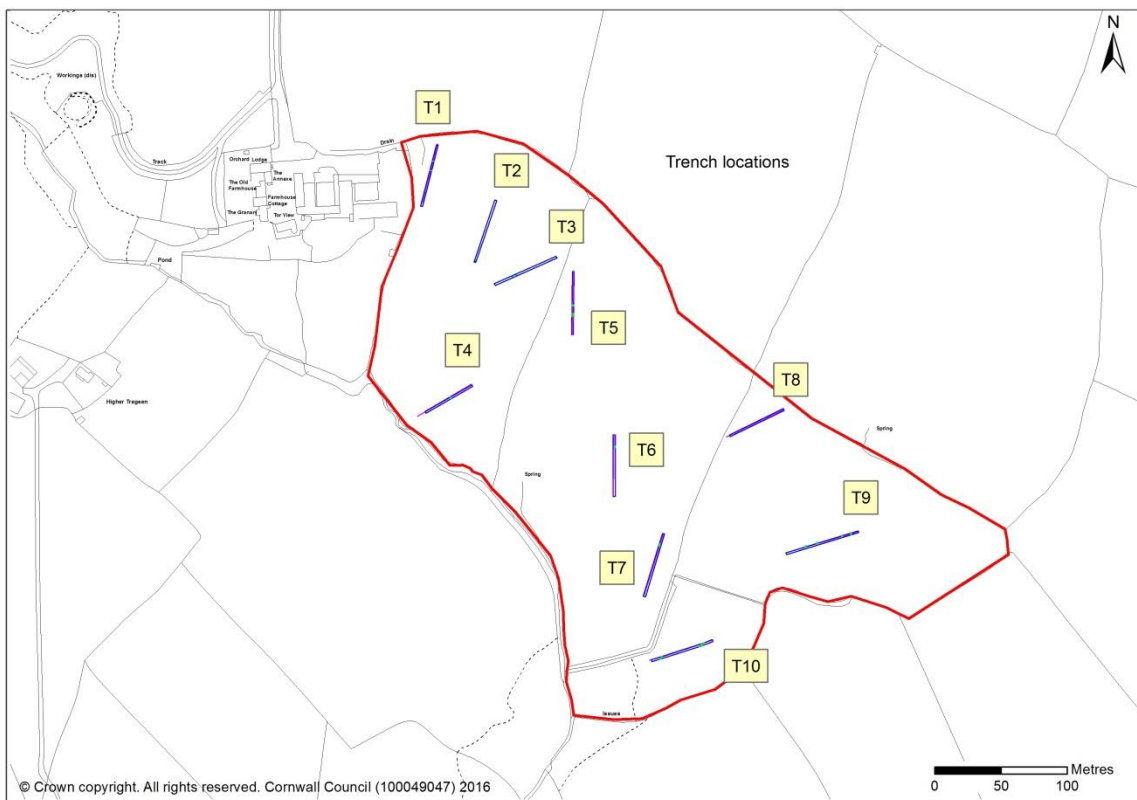 N
Workings (dis)
T1
Drain
Track
Orchard Lodge
The
Annexe
The Old
Farmhouse
Farmhouse
Cottage
The Granary
Tor View
T2
Trench locations
T3
Pond
T5
T4
T8
Higher Tregeen
Spring
T6
Spring
T9
T7
T10
Issues
Metres
0
50
100
© Crown copyright. All rights reserved. Cornwall Council (100049047) 2016